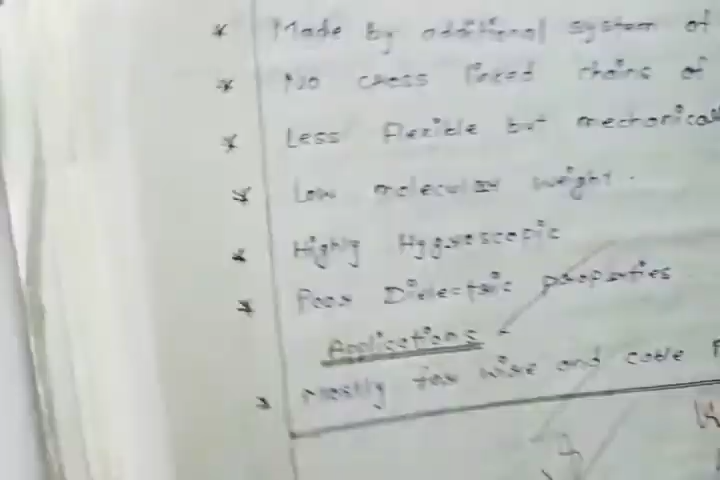 * Made by additional system of
* No cross linked chains of
* Less flexible but mechanical
* Low molecular weight.
* Highly Hygroscopic
* Poor Dielectric properties
Applications
* Mostly for wire and cable